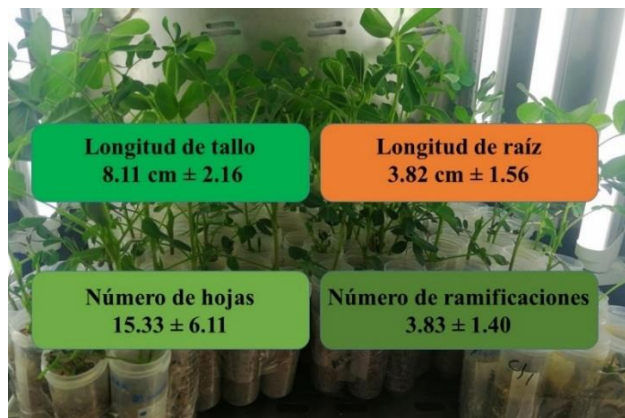 Longitud de tallo
8.11 cm ± 2.16
Longitud de raíz
3.82 cm ± 1.56
Número de hojas
15.33 ± 6.11
Número de ramificaciones
3.83 ± 1.40